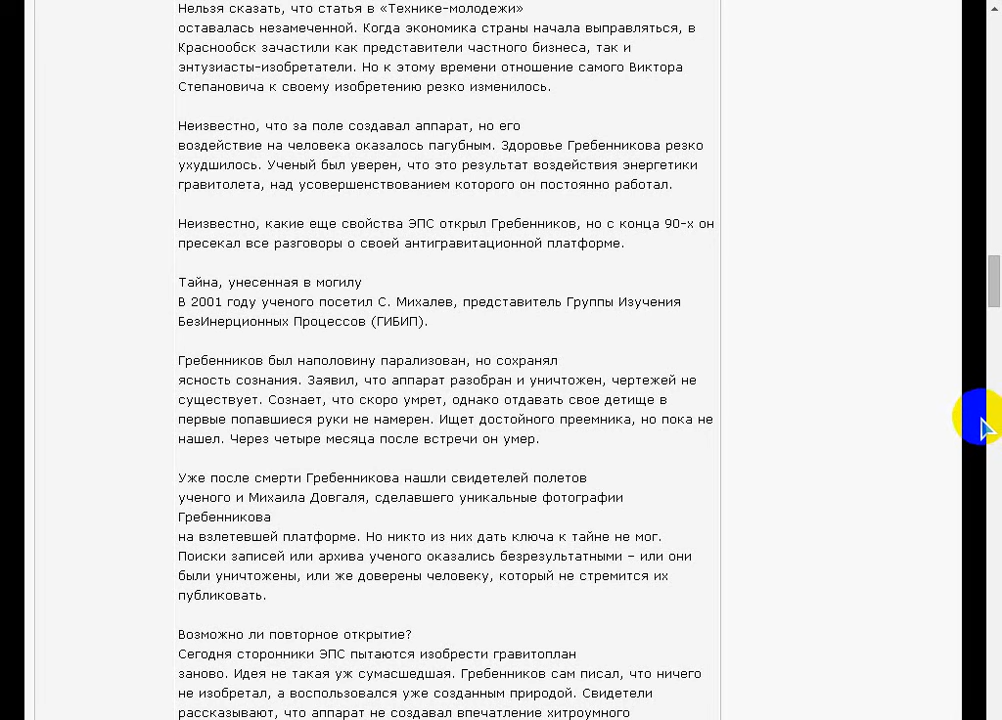 Нельзя сказать, что статья в «Технике-молодежи»
оставалась незамеченной. Когда экономика страны начала выправляться, в
Краснообск зачастили как представители частного бизнеса, так и
энтузиасты-изобретатели. Но к этому времени отношение самого Виктора
Степановича к своему изобретению резко изменилось.
Неизвестно, что за поле создавал аппарат, но его
воздействие на человека оказалось пагубным. Здоровье Гребенникова резко
ухудшилось. Ученый был уверен, что это результат воздействия энергетики
гравитолета, над усовершенствованием которого он постоянно работал.
Неизвестно, какие еще свойства ЭПС открыл Гребенников, но с конца 90-х он
пресекал все разговоры о своей антигравитационной платформе.
Тайна, унесенная в могилу
В 2001 году ученого посетил С. Михалев, представитель Группы Изучения
БезИнерционных Процессов (ГИБИП).
Гребенников был наполовину парализован, но сохранял
ясность сознания. Заявил, что аппарат разобран и уничтожен, чертежей не
существует. Сознает, что скоро умрет, однако отдавать свое детище в
первые попавшиеся руки не намерен. Ищет достойного преемника, но пока не
нашел. Через четыре месяца после встречи он умер.
Уже после смерти Гребенникова нашли свидетелей полетов
ученого и Михаила Довгаля, сделавшего уникальные фотографии
Гребенникова
на взлетевшей платформе. Но никто из них дать ключа к тайне не мог.
Поиски записей или архива ученого оказались безрезультатными – или они
были уничтожены, или же доверены человеку, который не стремится их
публиковать.
Возможно ли повторное открытие?
Сегодня сторонники ЭПС пытаются изобрести гравитоплан
заново. Идея не такая уж сумасшедшая. Гребенников сам писал, что ничего
не изобретал, а воспользовался уже созданным природой. Свидетели
рассказывают, что аппарат не создавал впечатление хитроумного